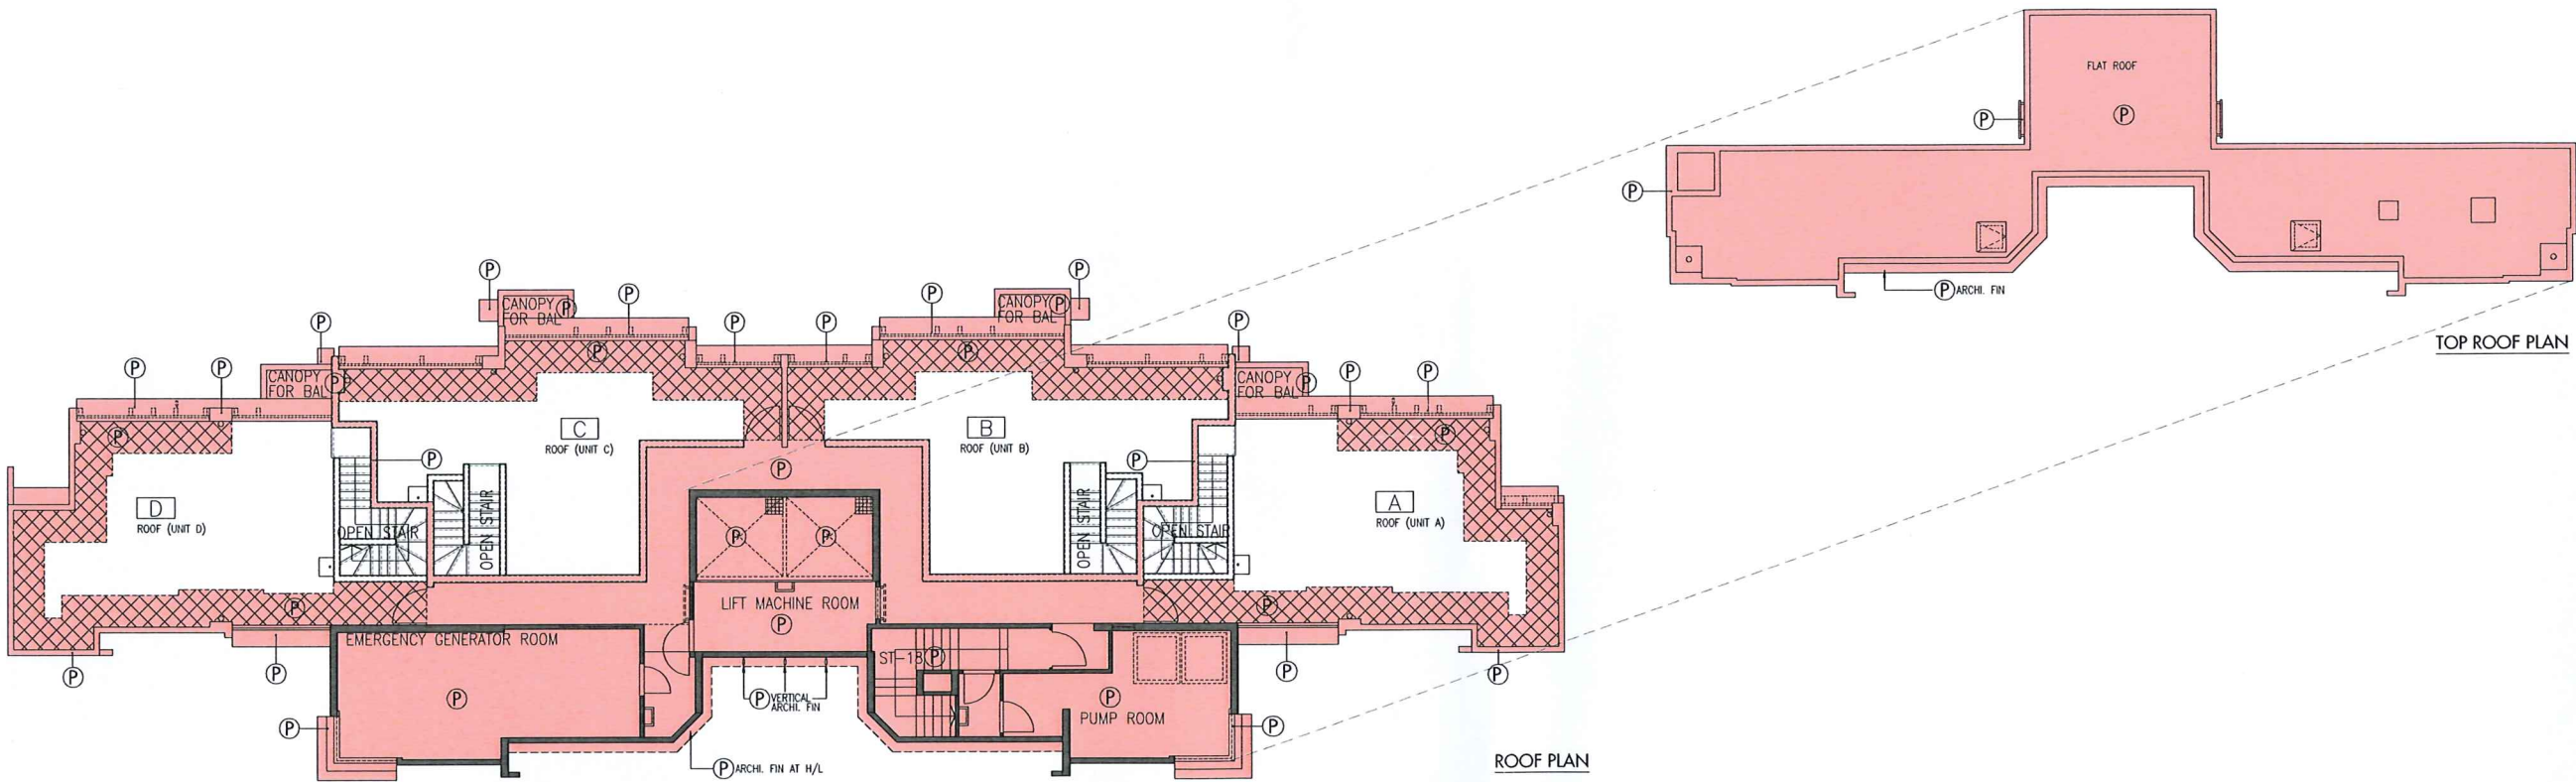 FLAT ROOF
P
P
P
P ARCHI. FIN
TOP ROOF PLAN
P
P
P
P
P
P
P
P
P
P
P
P
P
P
CANOPY
FOR BAL
P
CANOPY
FOR BAL
P
CANOPY
FOR BAL
P
CANOPY
FOR BAL
P
P
P
P
P
C
ROOF (UNIT C)
B
ROOF (UNIT B)
P
P
P
D
ROOF (UNIT D)
A
ROOF (UNIT A)
OPEN STAIR
OPEN STAIR
OPEN STAIR
OPEN STAIR
P
P
LIFT MACHINE ROOM
P
P
P
EMERGENCY GENERATOR ROOM
P
ST-18
P
P
P
P
P
P VERTICAL
ARCHI. FIN
P
PUMP ROOM
P
P
P ARCHI. FIN AT H/L
ROOF PLAN